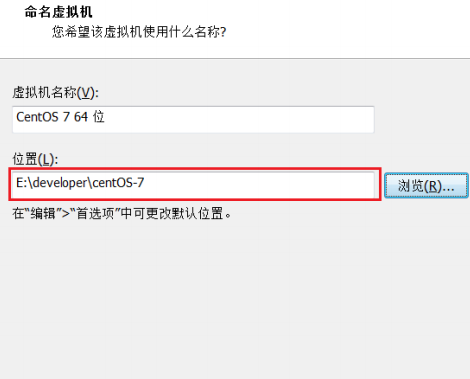 命名虚拟机
您希望该虚拟机使用什么名称?
虚拟机名称(V):
CentOS 7 64 位
位置(L):
E:\developer\centOS-7
浏览(R)...
在“编辑”>“首选项”中可更改默认位置。